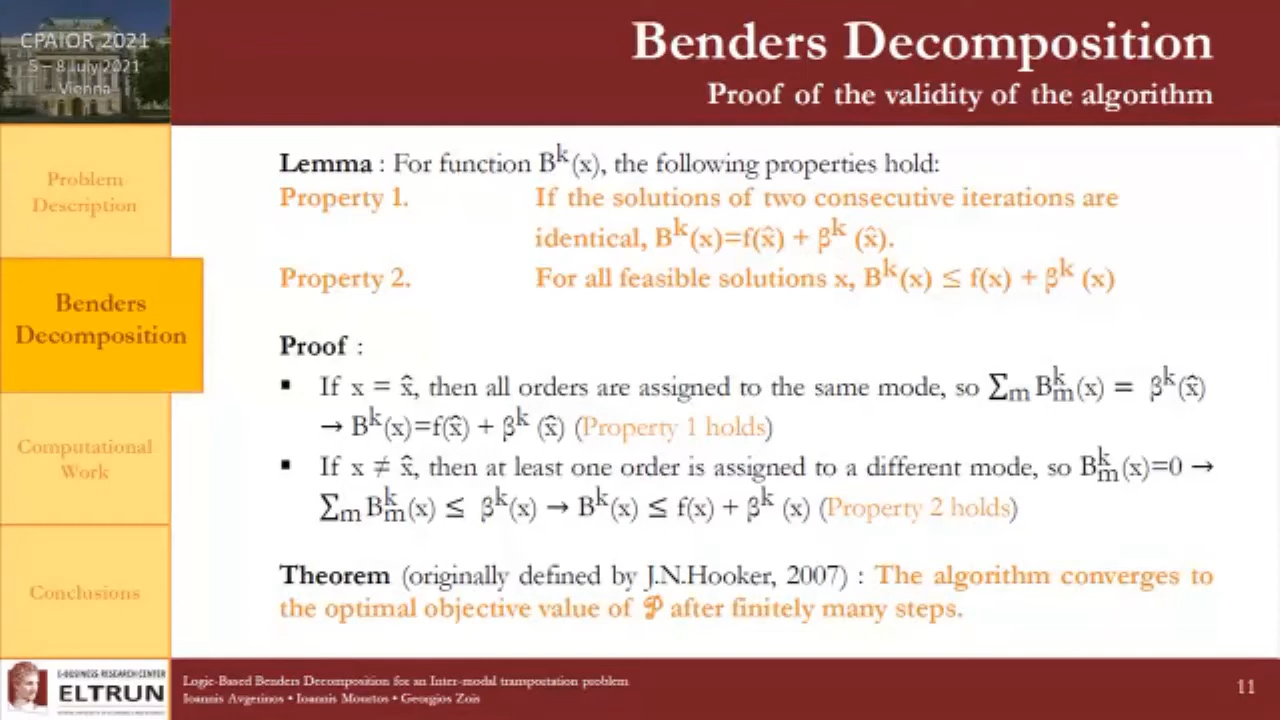 CPAIOR 2021
5 – 8 July 2021
Vienna
Benders Decomposition
Proof of the validity of the algorithm
Problem
Description
Benders
Decomposition
Computational
Work
Conclusions
Lemma : For function Bᵏ(x), the following properties hold:
Property 1. If the solutions of two consecutive iterations are
identical, Bᵏ(x)=f(x̂) + βᵏ (x̂).
Property 2. For all feasible solutions x, Bᵏ(x) ≤ f(x) + βᵏ (x)
Proof :
▪ If x = x̂, then all orders are assigned to the same mode, so ∑ₘ Bₘᵏ(x) = βᵏ(x̂)
→ Bᵏ(x)=f(x̂) + βᵏ (x̂) (Property 1 holds)
▪ If x ≠ x̂, then at least one order is assigned to a different mode, so Bₘᵏ(x)=0 →
∑ₘ Bₘᵏ(x) ≤ βᵏ(x) → Bᵏ(x) ≤ f(x) + βᵏ (x) (Property 2 holds)
Theorem (originally defined by J.N.Hooker, 2007) : The algorithm converges to
the optimal objective value of 𝓟 after finitely many steps.
E-BUSINESS RESEARCH CENTER
ELTRUN
Logic-Based Benders Decomposition for an Inter-modal transportation problem
Ioannis Avgerinos • Ioannis Mourtos • Georgios Zois
11